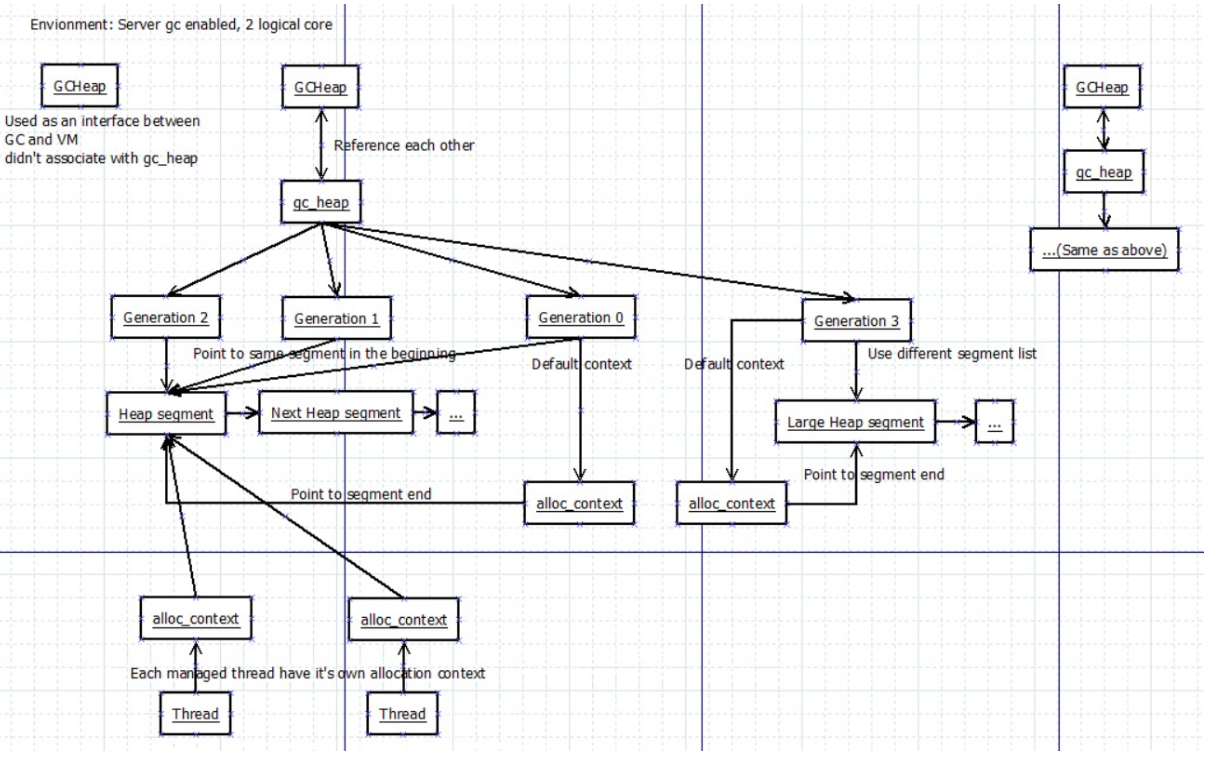 Envionment: Server gc enabled, 2 logical core
GCHeap
GCHeap
GCHeap
Used as an interface between
GC and VM
didn't associate with gc_heap
Reference each other
gc_heap
gc_heap
...(Same as above)
Generation 2
Generation 1
Generation 0
Generation 3
Point to same segment in the beginning
Default context
Default context
Use different segment list
Heap segment
Next Heap segment
...
Large Heap segment
...
Point to segment end
Point to segment end
alloc_context
alloc_context
alloc_context
alloc_context
Each managed thread have it's own allocation context
Thread
Thread